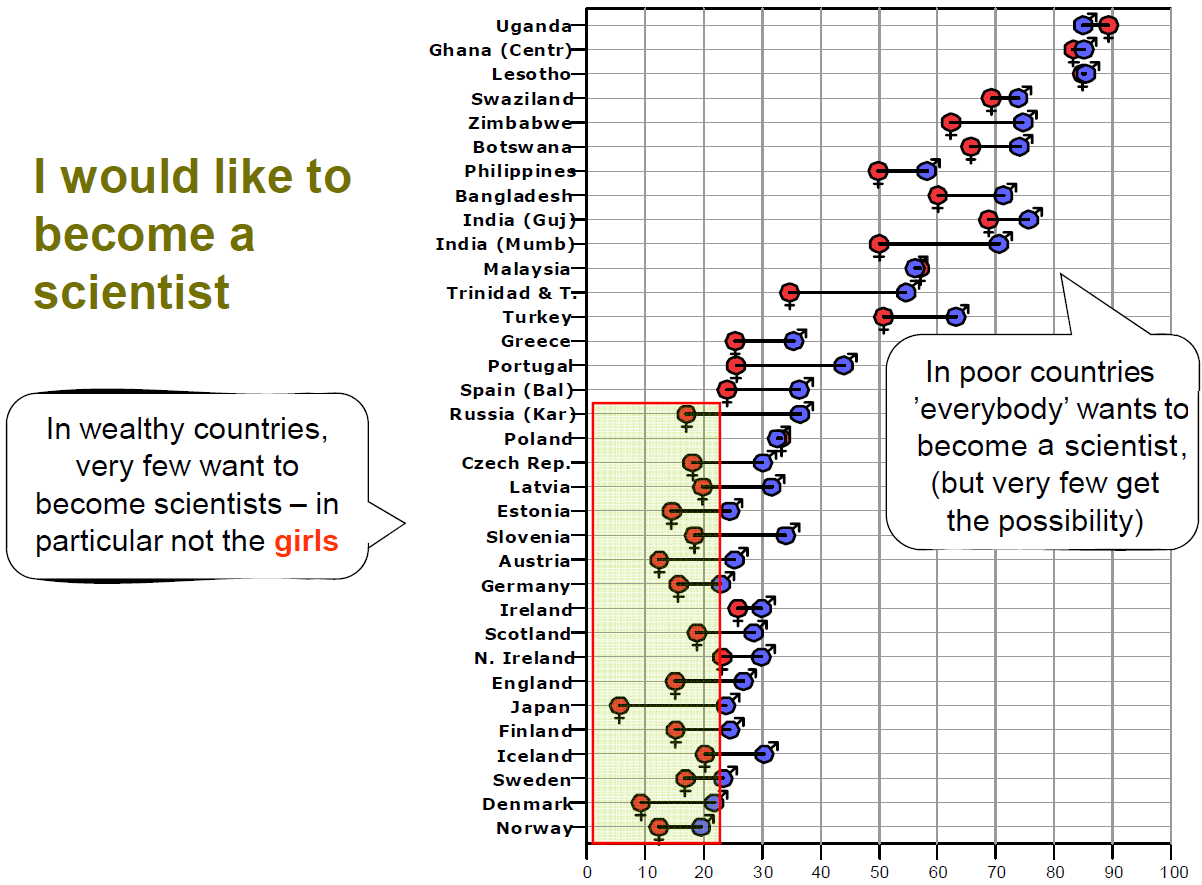 I would like to
become a
scientist
In wealthy countries,
very few want to
become scientists – in
particular not the girls
Uganda
Ghana (Centr)
Lesotho
Swaziland
Zimbabwe
Botswana
Philippines
Bangladesh
India (Guj)
India (Mumb)
Malaysia
Trinidad & T.
Turkey
Greece
Portugal
Spain (Bal)
Russia (Kar)
Poland
Czech Rep.
Latvia
Estonia
Slovenia
Austria
Germany
Ireland
Scotland
N. Ireland
England
Japan
Finland
Iceland
Sweden
Denmark
Norway
In poor countries
’everybody’ wants to
become a scientist,
(but very few get
the possibility)
0 10 20 30 40 50 60 70 80 90 100